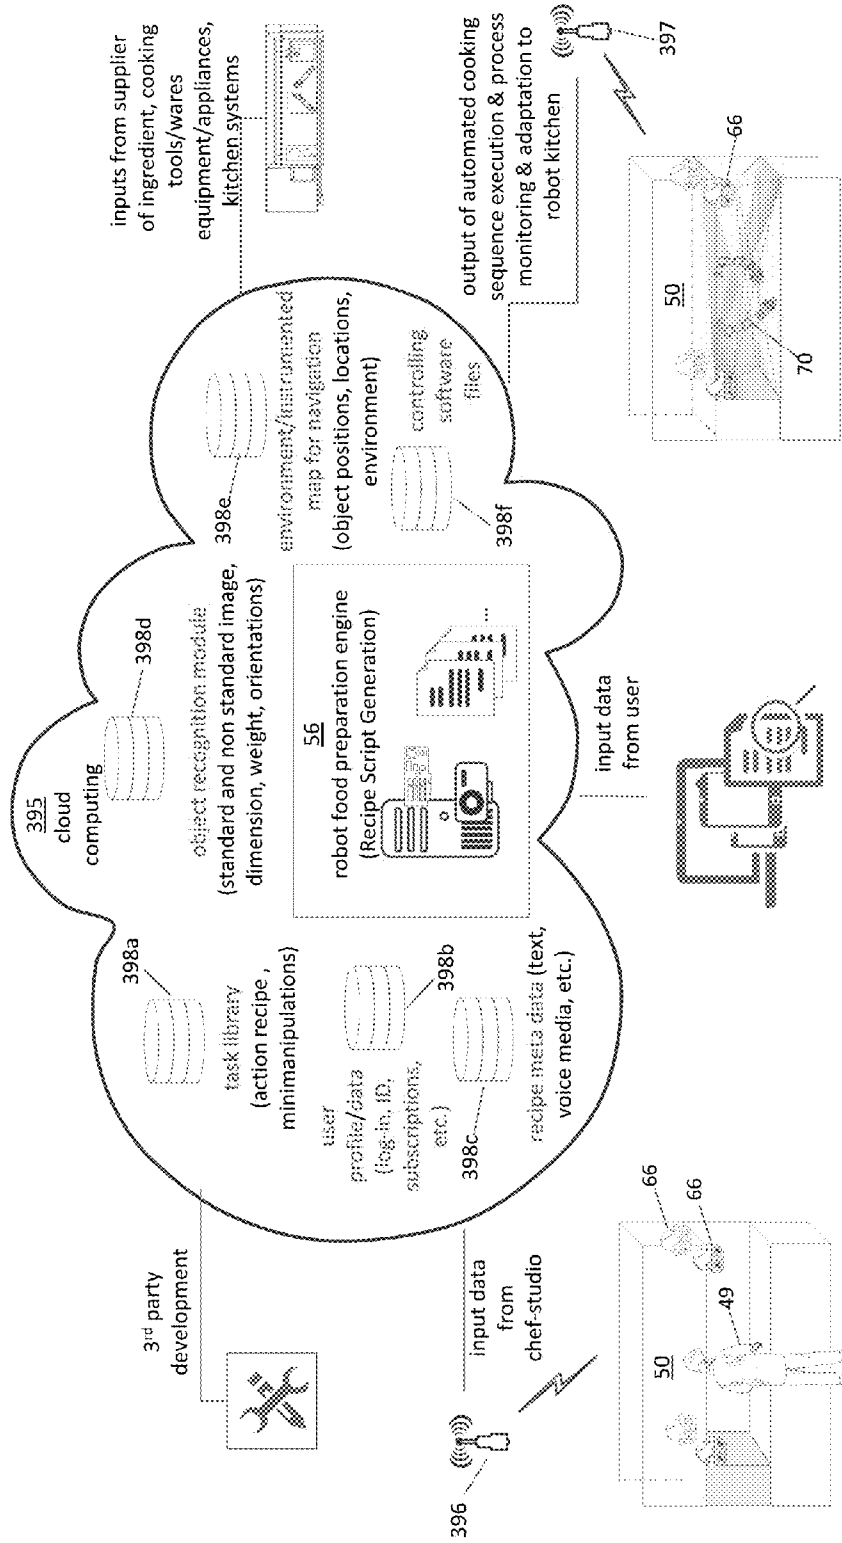 3rd party
development
396
input data
from
chef-studio
66
66
50
49
395
cloud
computing
398a
task library
(action recipe ,
minimanipulations)
user
profile/data
(log-in, ID,
subscriptions,
etc.)
398b
398c
recipe meta data (text,
voice media, etc.)
398d
object recognition module
(standard and non standard image,
dimension, weight, orientations)
56
robot food preparation engine
(Recipe Script Generation)
...
input data
from user
398e
environment/instrumented
map for navigation
(object positions, locations,
environment)
controlling
software
files
398f
inputs from supplier
of ingredient, cooking
tools/wares
equipment/appliances,
kitchen systems
output of automated cooking
sequence execution & process
monitoring & adaptation to
robot kitchen
397
50
66
70